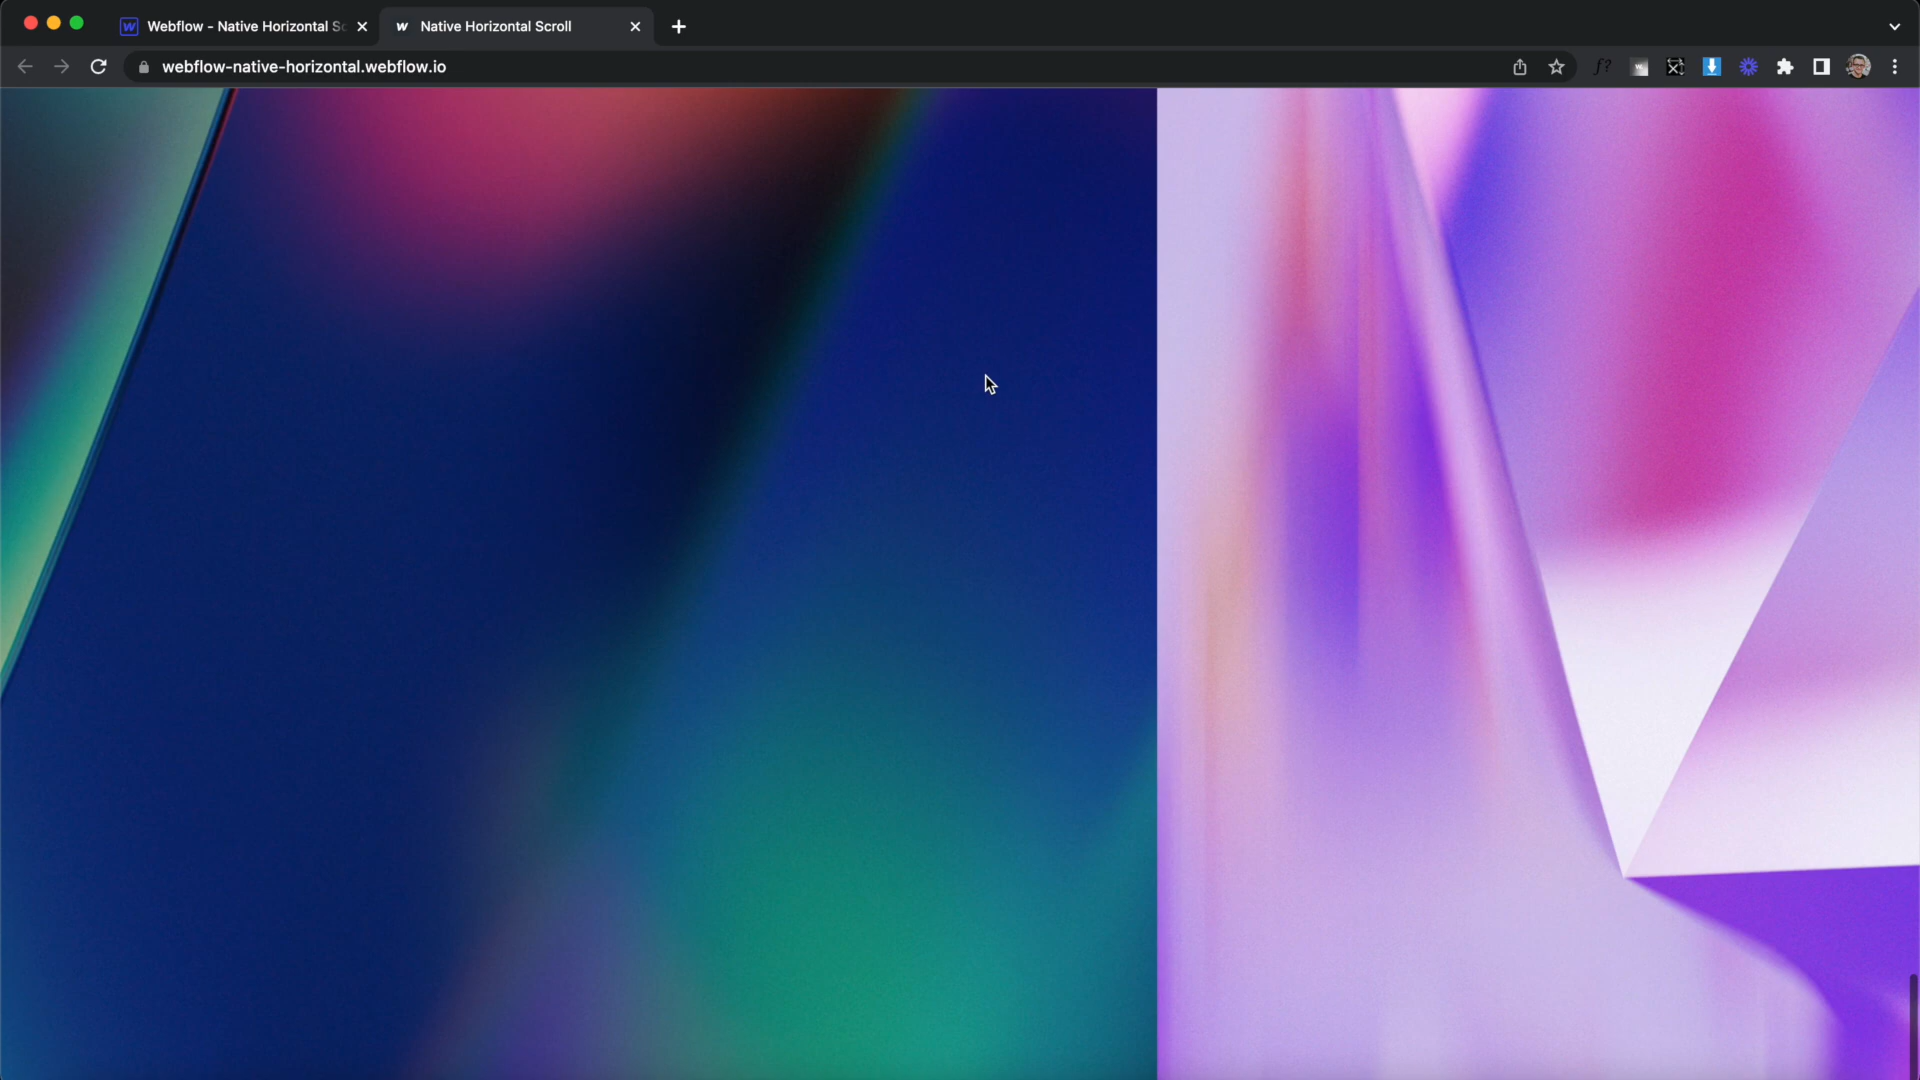 Webflow - Native Horizontal Sc
Native Horizontal Scroll
webflow-native-horizontal.webflow.io
f?